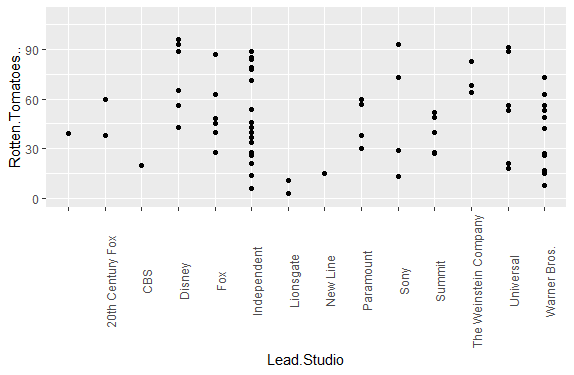 Rotten.Tomatoes..
90
60
30
0
20th Century Fox
CBS
Disney
Fox
Independent
Lionsgate
New Line
Paramount
Sony
Summit
The Weinstein Company
Universal
Warner Bros.
Lead.Studio